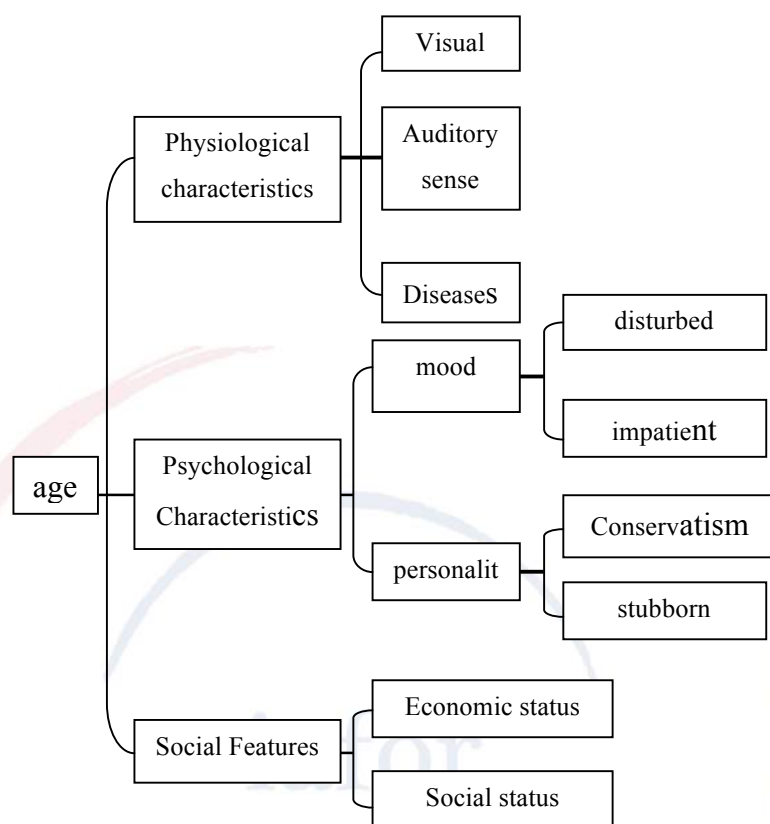 Visual
Physiological
characteristics
Auditory
sense
Diseases
disturbed
mood
impatient
age
Psychological
Characteristics
Conservatism
personalit
stubborn
Economic status
Social Features
iafor
Social status